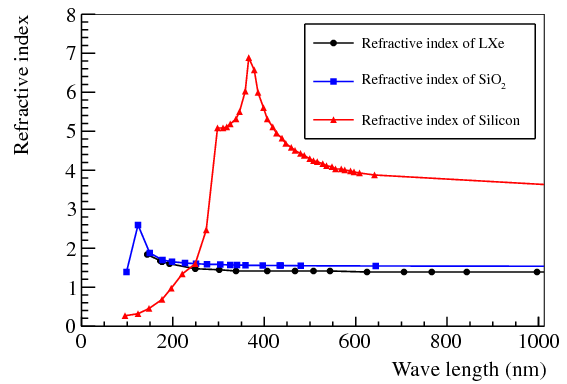 Refractive index
8
7
6
5
4
3
2
1
0
0 200 400 600 800 1000
Wave length (nm)
Refractive index of LXe
Refractive index of SiO₂
Refractive index of Silicon